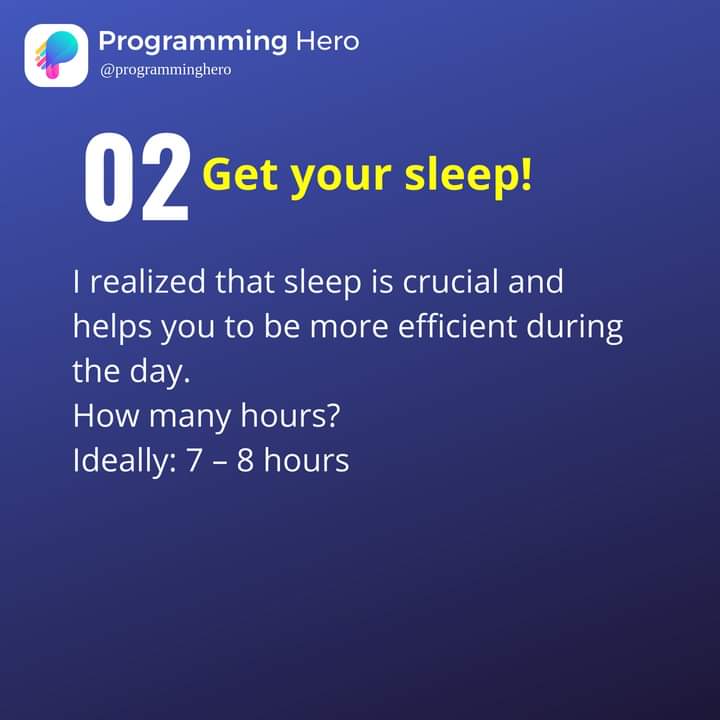 Programming Hero
@programminghero
02 Get your sleep!
I realized that sleep is crucial and
helps you to be more efficient during
the day.
How many hours?
Ideally: 7 – 8 hours